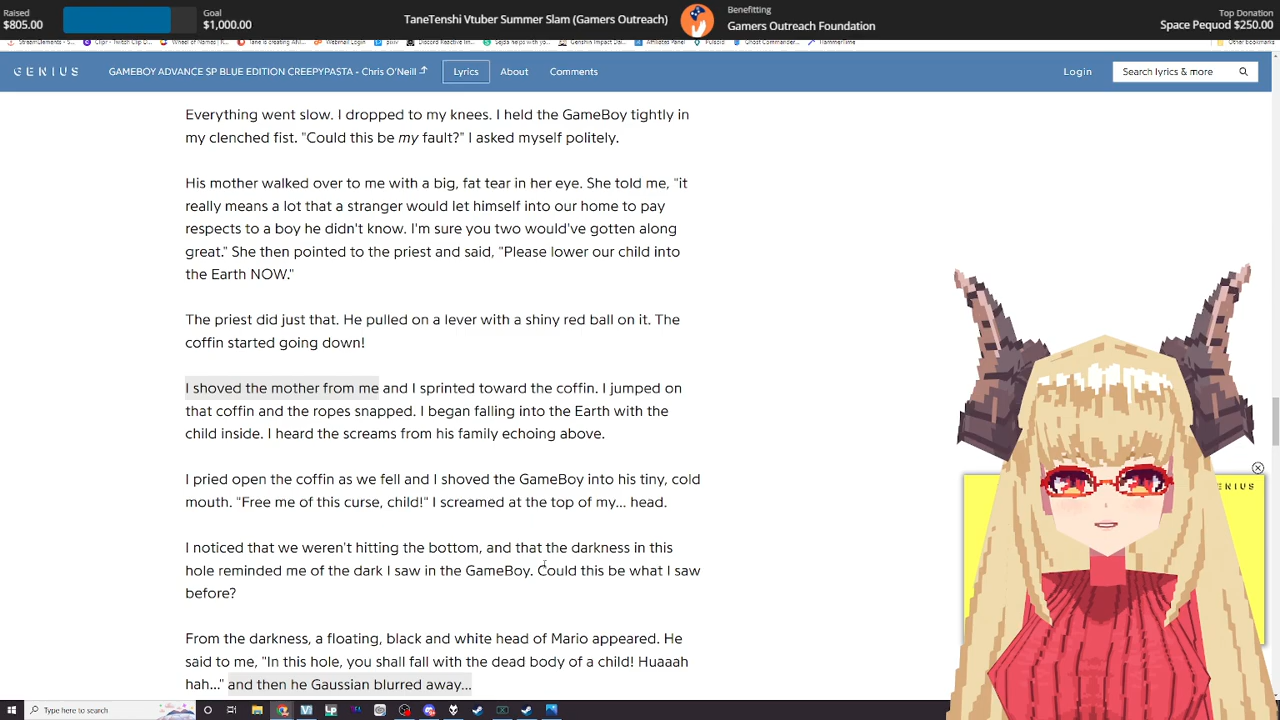 Raised
$805.00
Goal
$1,000.00
TaneTenshi Vtuber Summer Slam (Gamers Outreach)
Benefitting
Gamers Outreach Foundation
Top Donation
Space Pequod $250.00
GENIUS
GAMEBOY ADVANCE SP BLUE EDITION CREEPYPASTA - Chris O'Neill
Lyrics
About
Comments
Login
Search lyrics & more
Everything went slow. I dropped to my knees. I held the GameBoy tightly in
my clenched fist. "Could this be my fault?" I asked myself politely.
His mother walked over to me with a big, fat tear in her eye. She told me, "it
really means a lot that a stranger would let himself into our home to pay
respects to a boy he didn't know. I'm sure you two would've gotten along
great." She then pointed to the priest and said, "Please lower our child into
the Earth NOW."
The priest did just that. He pulled on a lever with a shiny red ball on it. The
coffin started going down!
I shoved the mother from me and I sprinted toward the coffin. I jumped on
that coffin and the ropes snapped. I began falling into the Earth with the
child inside. I heard the screams from his family echoing above.
I pried open the coffin as we fell and I shoved the GameBoy into his tiny, cold
mouth. "Free me of this curse, child!" I screamed at the top of my... head.
I noticed that we weren't hitting the bottom, and that the darkness in this
hole reminded me of the dark I saw in the GameBoy. Could this be what I saw
before?
From the darkness, a floating, black and white head of Mario appeared. He
said to me, "In this hole, you shall fall with the dead body of a child! Huaaah
hah..." and then he Gaussian blurred away...
Type here to search